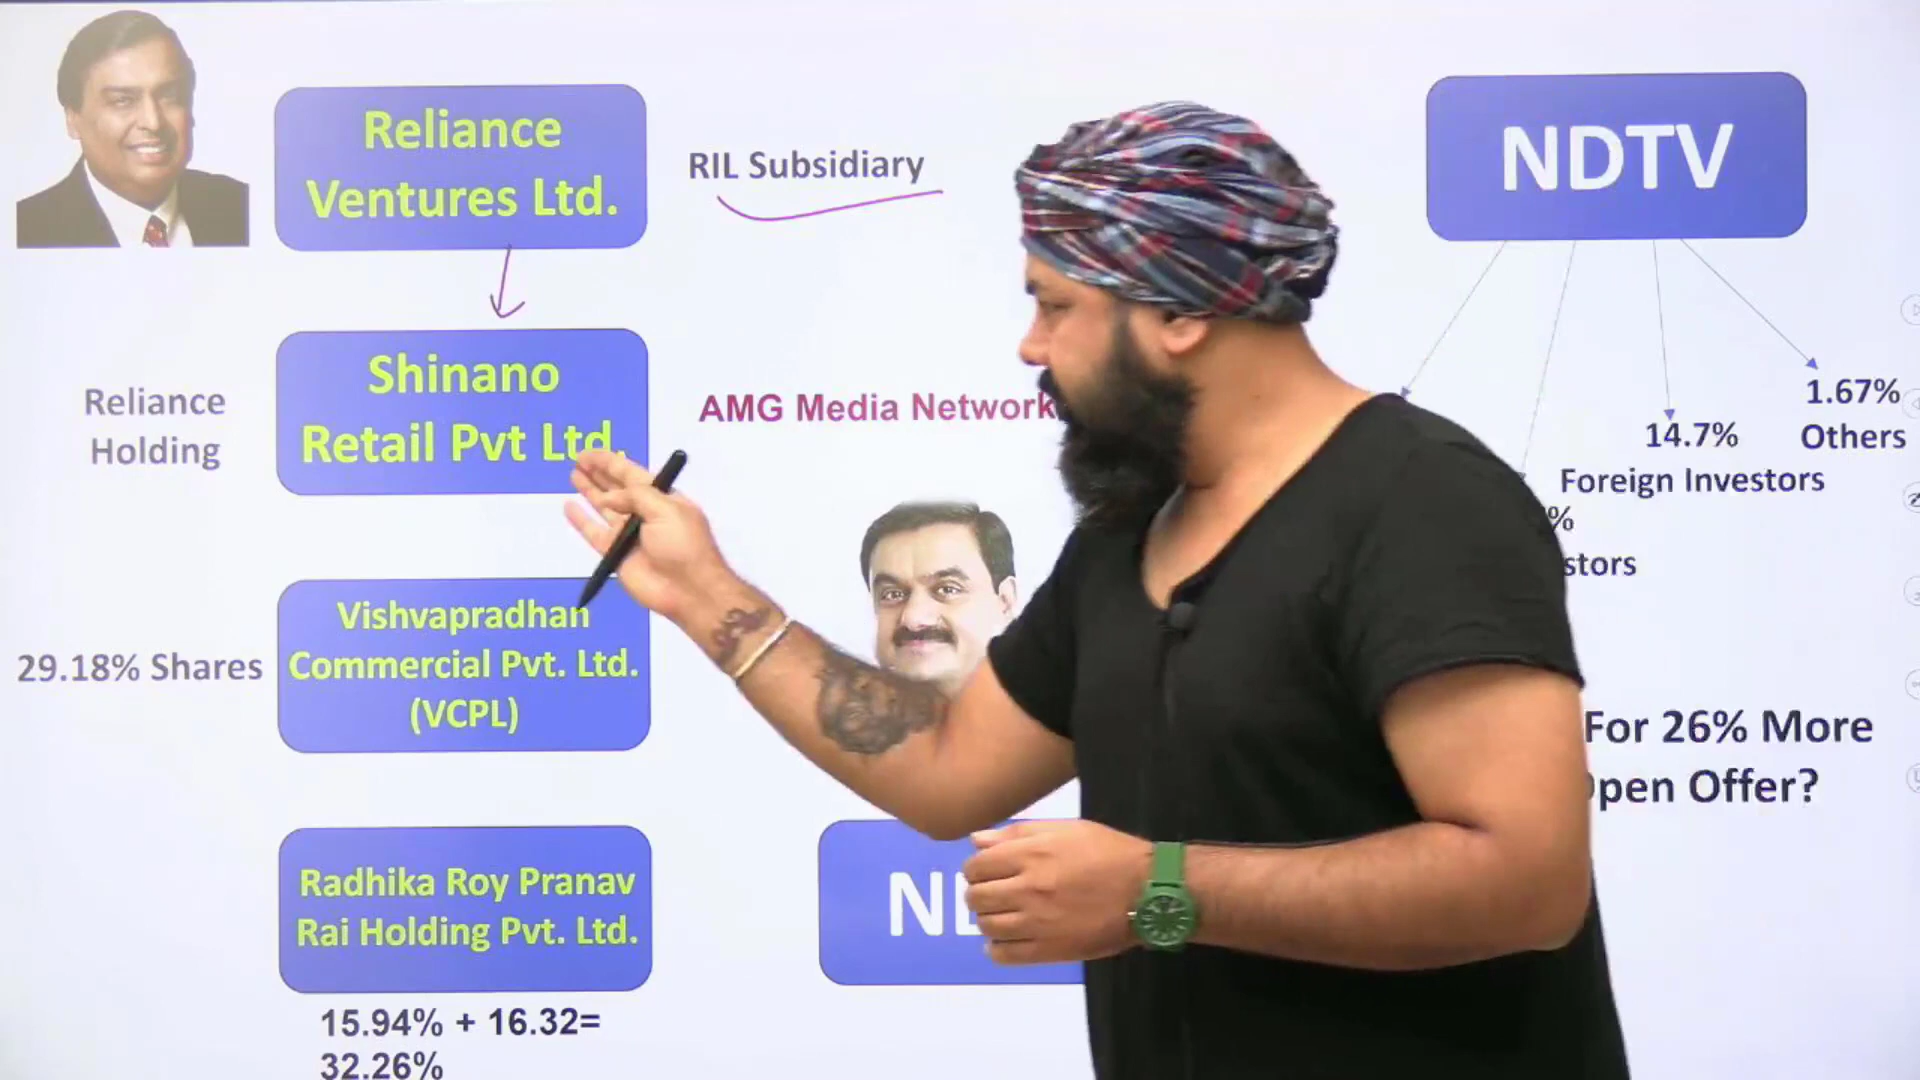 Reliance
Ventures Ltd.
RIL Subsidiary
NDTV
Shinano
Retail Pvt Ltd.
Reliance
Holding
AMG Media Network
1.67%
Others
14.7%
Foreign Investors
%
stors
Vishvapradhan
Commercial Pvt. Ltd.
(VCPL)
29.18% Shares
For 26% More
pen Offer?
Radhika Roy Pranav
Rai Holding Pvt. Ltd.
15.94% + 16.32=
32.26%